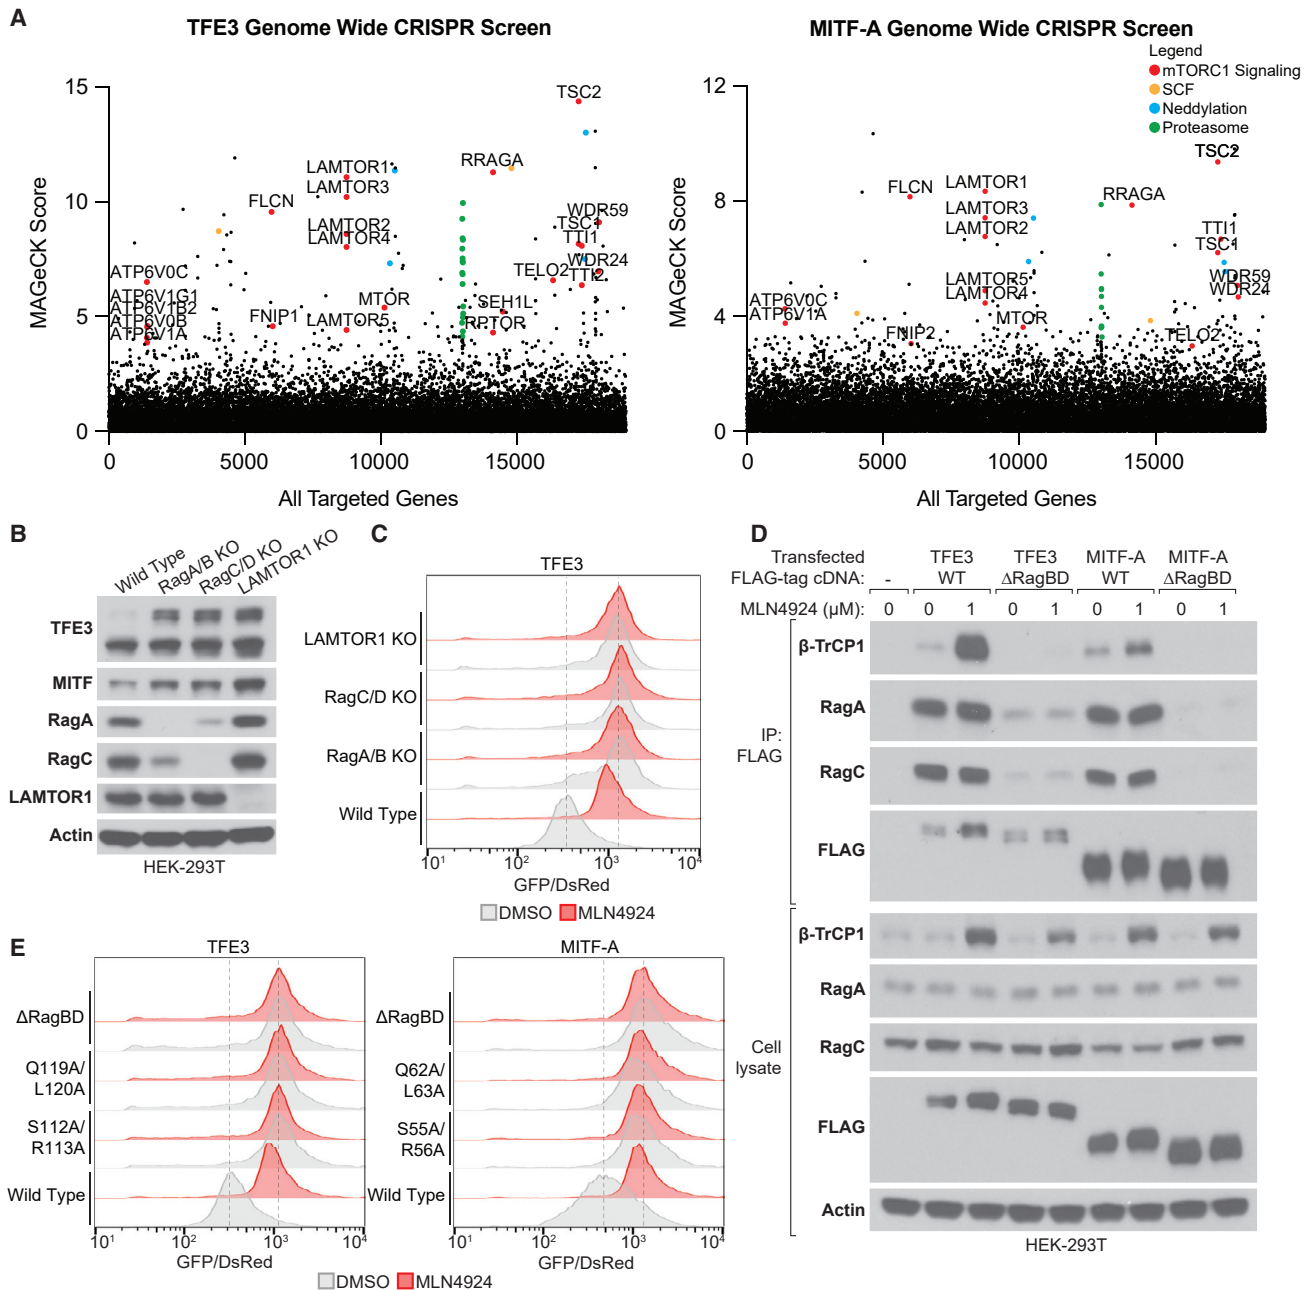 A
TFE3 Genome Wide CRISPR Screen
MAGeCK Score
15
10
5
0
0 5000 10000 15000
All Targeted Genes
TSC2
LAMTOR1
LAMTOR3
RRAGA
FLCN
LAMTOR2
LAMTOR4
WDR59
TSC1
TTI1
WDR24
TTI2
TELO2
ATP6V0C
ATP6V1G1
ATP6V1B2
ATP6V0B
ATP6V1A
FNIP1
MTOR
LAMTOR5
SEH1L
RPTOR
MITF-A Genome Wide CRISPR Screen
Legend
mTORC1 Signaling
SCF
Neddylation
Proteasome
MAGeCK Score
12
8
4
0
0 5000 10000 15000
All Targeted Genes
TSC2
FLCN
LAMTOR1
LAMTOR3
LAMTOR2
RRAGA
TTI1
TSC1
LAMTOR5
LAMTOR4
WDR59
WDR24
ATP6V0C
ATP6V1A
MTOR
FNIP2
TELO2
B
Wild Type
RagA/B KO
RagC/D KO
LAMTOR1 KO
TFE3
MITF
RagA
RagC
LAMTOR1
Actin
HEK-293T
C
TFE3
LAMTOR1 KO
RagC/D KO
RagA/B KO
Wild Type
10¹ 10² 10³ 10⁴
GFP/DsRed
DMSO MLN4924
D
Transfected
FLAG-tag cDNA:
-
TFE3
WT
TFE3
ΔRagBD
MITF-A
WT
MITF-A
ΔRagBD
MLN4924 (μM): 0 0 1 0 1 0 1 0 1
IP:
FLAG
β-TrCP1
RagA
RagC
FLAG
Cell
lysate
β-TrCP1
RagA
RagC
FLAG
Actin
HEK-293T
E
TFE3
ΔRagBD
Q119A/
L120A
S112A/
R113A
Wild Type
10¹ 10² 10³ 10⁴
GFP/DsRed
MITF-A
ΔRagBD
Q62A/
L63A
S55A/
R56A
Wild Type
10¹ 10² 10³ 10⁴
GFP/DsRed
DMSO MLN4924